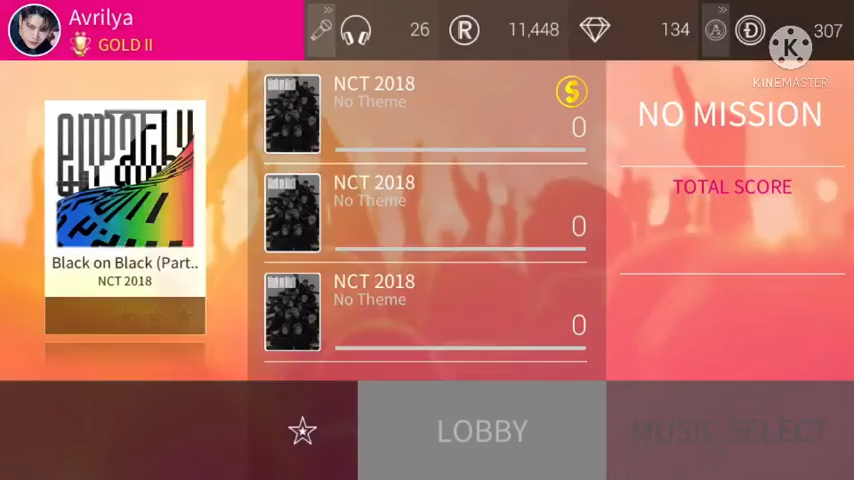 Avrilya
GOLD II
26
R
11,448
134
A
Đ
307
K
KINEMASTER
empathy
Black on Black (Part..
NCT 2018
NCT 2018
No Theme
S
0
NCT 2018
No Theme
0
NCT 2018
No Theme
0
NO MISSION
TOTAL SCORE
LOBBY
MUSIC SELECT